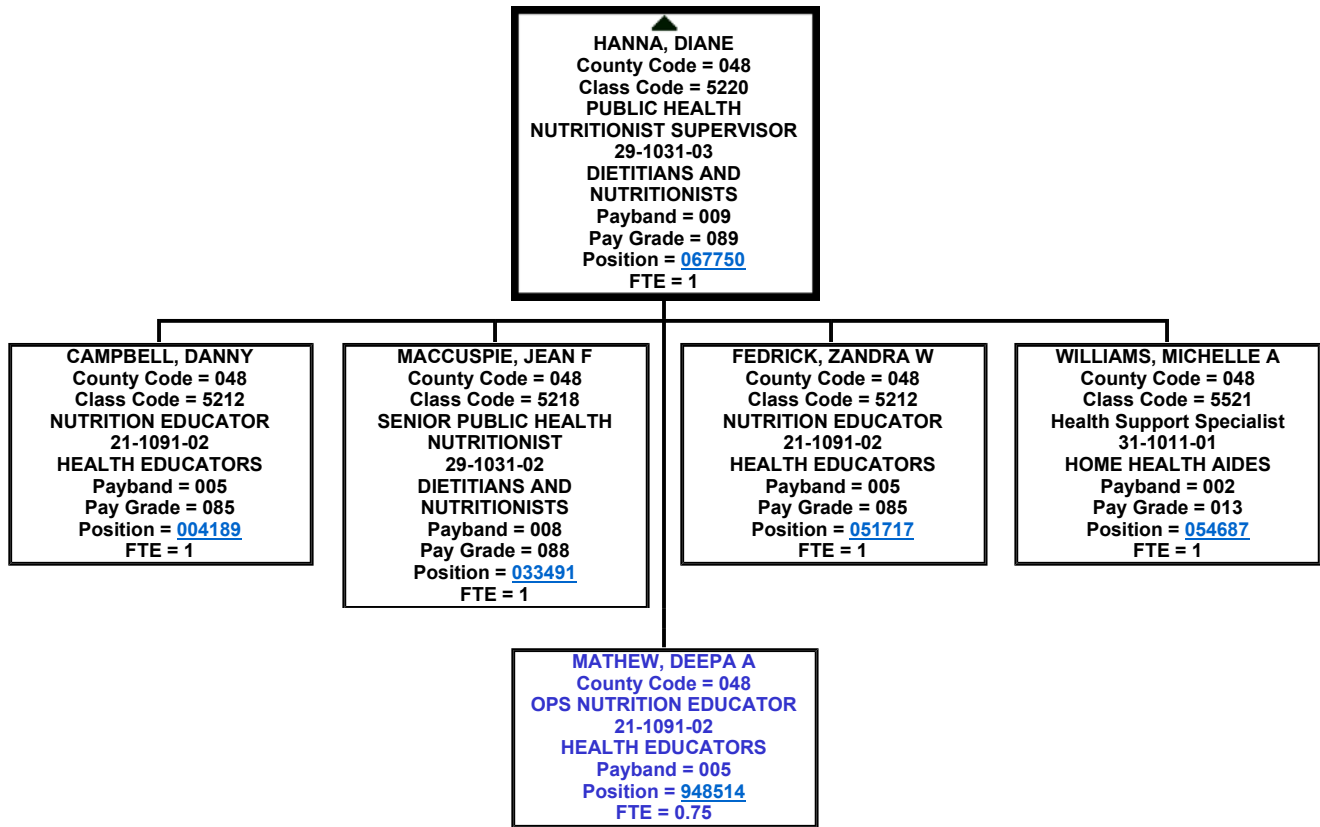 HANNA, DIANE
County Code = 048
Class Code = 5220
PUBLIC HEALTH
NUTRITIONIST SUPERVISOR
29-1031-03
DIETITIANS AND
NUTRITIONISTS
Payband = 009
Pay Grade = 089
Position = 067750
FTE = 1
CAMPBELL, DANNY
County Code = 048
Class Code = 5212
NUTRITION EDUCATOR
21-1091-02
HEALTH EDUCATORS
Payband = 005
Pay Grade = 085
Position = 004189
FTE = 1
MACCUSPIE, JEAN F
County Code = 048
Class Code = 5218
SENIOR PUBLIC HEALTH
NUTRITIONIST
29-1031-02
DIETITIANS AND
NUTRITIONISTS
Payband = 008
Pay Grade = 088
Position = 033491
FTE = 1
FEDRICK, ZANDRA W
County Code = 048
Class Code = 5212
NUTRITION EDUCATOR
21-1091-02
HEALTH EDUCATORS
Payband = 005
Pay Grade = 085
Position = 051717
FTE = 1
WILLIAMS, MICHELLE A
County Code = 048
Class Code = 5521
Health Support Specialist
31-1011-01
HOME HEALTH AIDES
Payband = 002
Pay Grade = 013
Position = 054687
FTE = 1
MATHEW, DEEPA A
County Code = 048
OPS NUTRITION EDUCATOR
21-1091-02
HEALTH EDUCATORS
Payband = 005
Position = 948514
FTE = 0.75